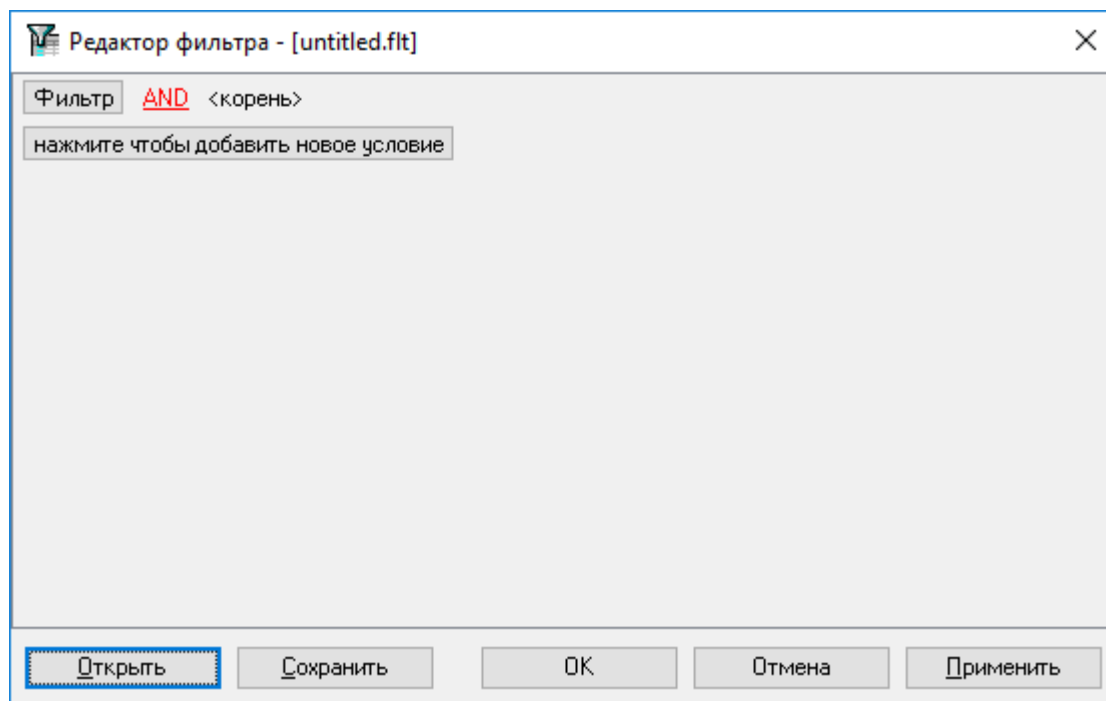 Редактор фильтра - [untitled.flt]
Фильтр AND <корень>
нажмите чтобы добавить новое условие
Открыть Сохранить OK Отмена Применить